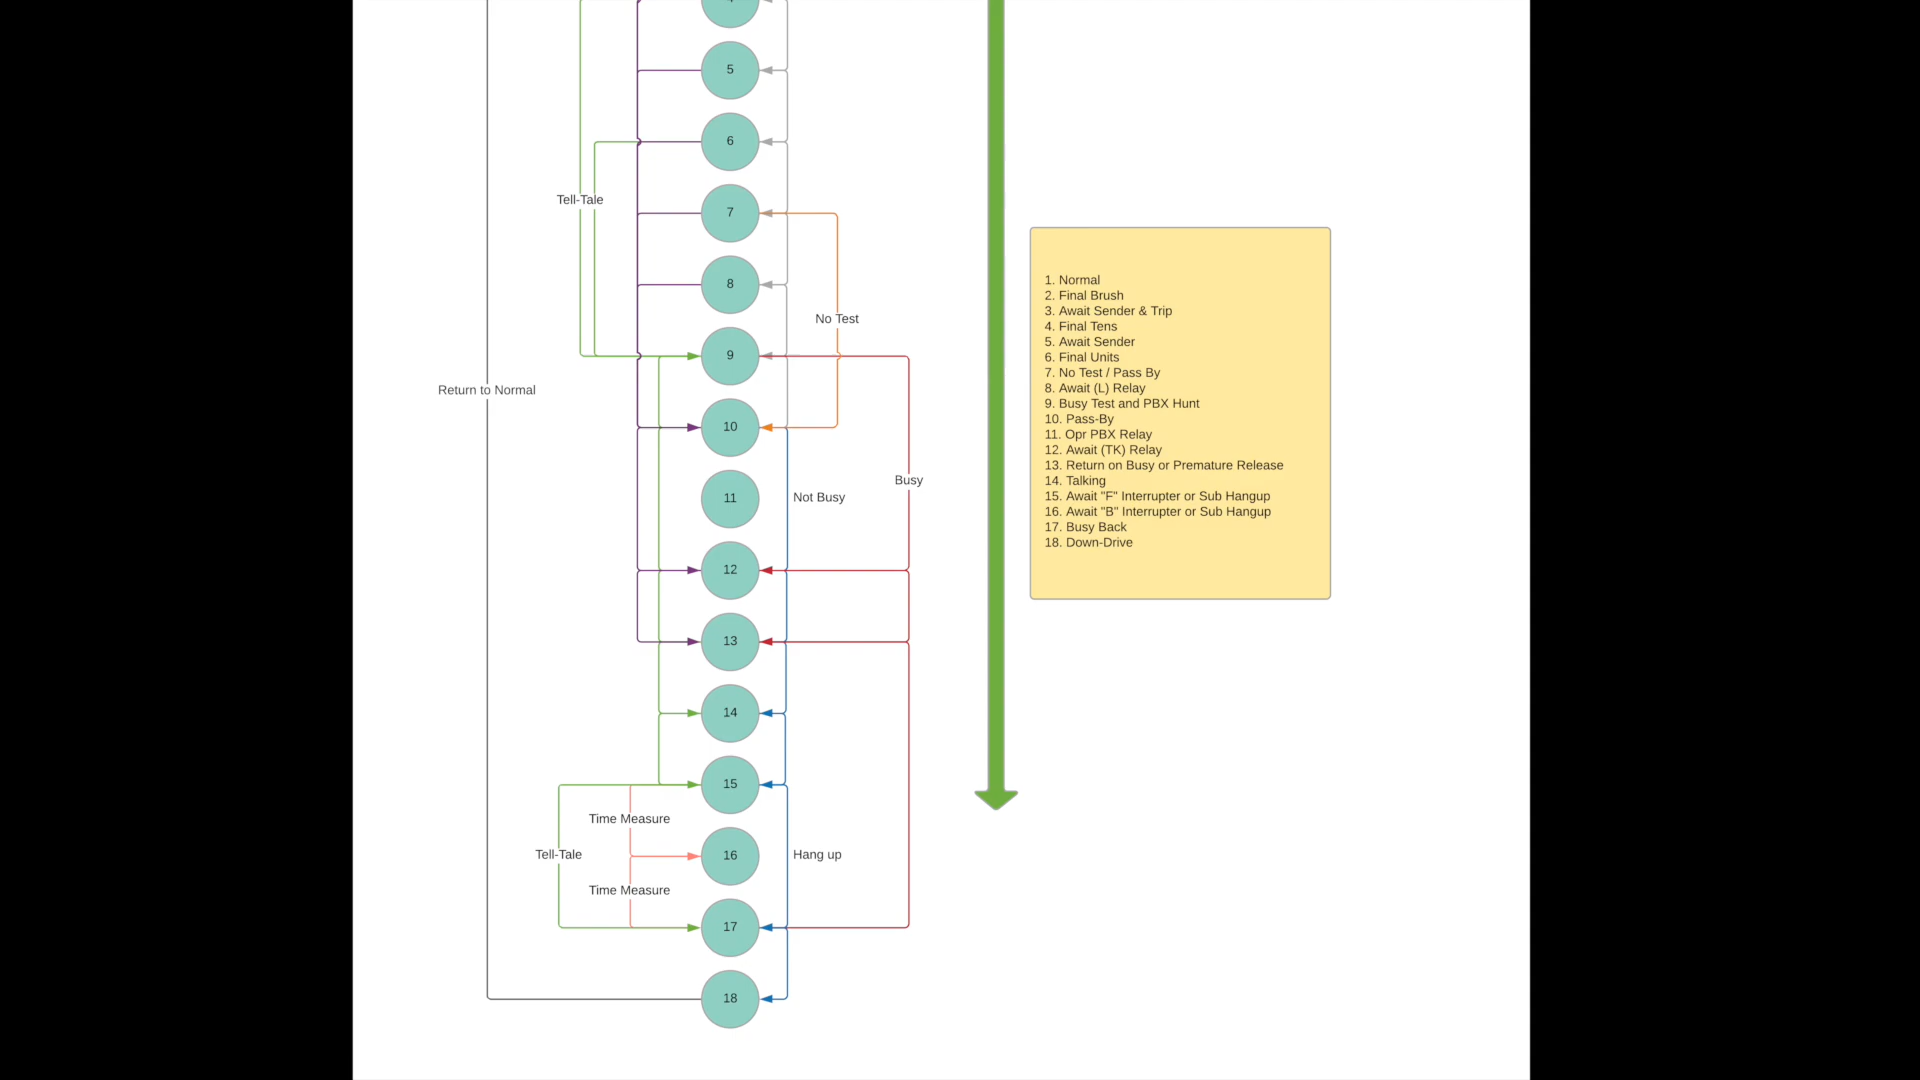 5
6
Tell-Tale
7
8
No Test
9
Return to Normal
10
Busy
11
Not Busy
12
13
14
15
Time Measure
Tell-Tale
16
Hang up
Time Measure
17
18
1. Normal
2. Final Brush
3. Await Sender & Trip
4. Final Tens
5. Await Sender
6. Final Units
7. No Test / Pass By
8. Await (L) Relay
9. Busy Test and PBX Hunt
10. Pass-By
11. Opr PBX Relay
12. Await (TK) Relay
13. Return on Busy or Premature Release
14. Talking
15. Await "F" Interrupter or Sub Hangup
16. Await "B" Interrupter or Sub Hangup
17. Busy Back
18. Down-Drive